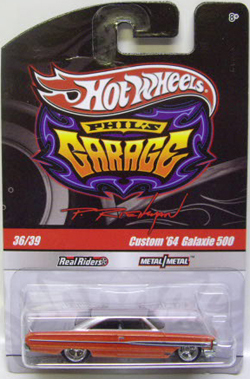 8+
Hot Wheels
PHIL'S
GARAGE
36/39
Custom '64 Galaxie 500
Real Riders
METAL/METAL